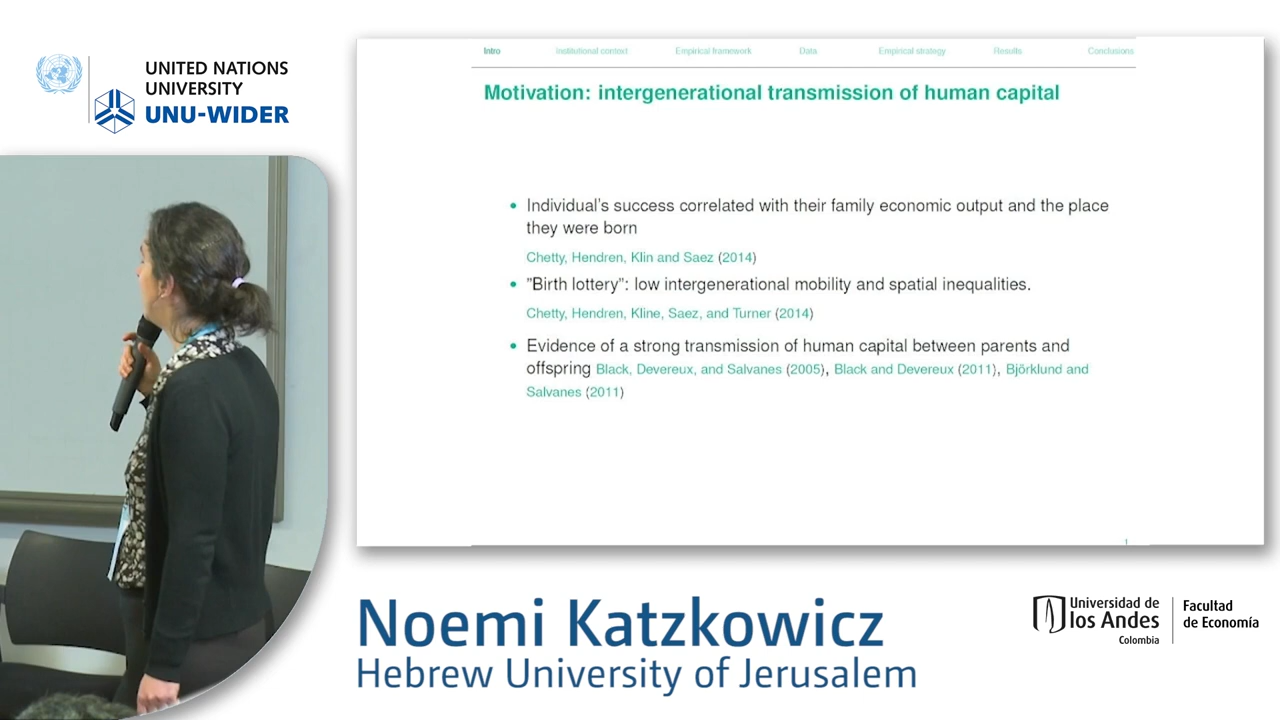 UNITED NATIONS
UNIVERSITY
UNU-WIDER
Intro Institutional context Empirical framework Data Empirical strategy Results Conclusions
Motivation: intergenerational transmission of human capital
• Individual's success correlated with their family economic output and the place
they were born
Chetty, Hendren, Klin and Saez (2014)
• "Birth lottery": low intergenerational mobility and spatial inequalities.
Chetty, Hendren, Kline, Saez, and Turner (2014)
• Evidence of a strong transmission of human capital between parents and
offspring Black, Devereux, and Salvanes (2005), Black and Devereux (2011), Björklund and
Salvanes (2011)
1
Noemi Katzkowicz
Hebrew University of Jerusalem
Universidad de
los Andes
Colombia
Facultad
de Economía